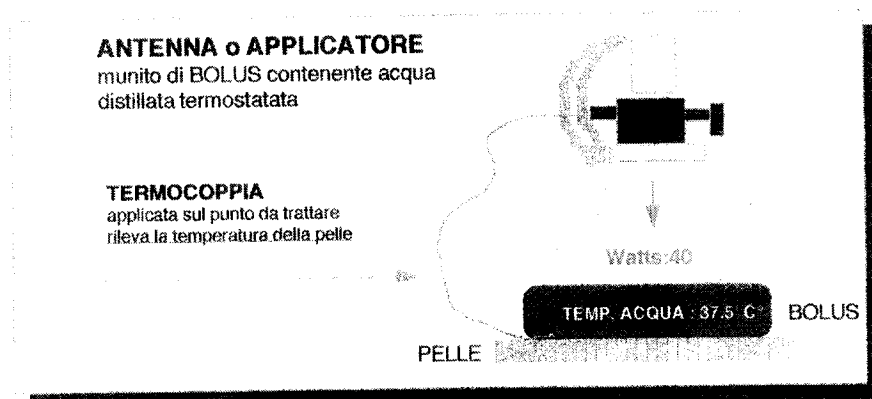 ANTENNA o APPLICATORE
munito di BOLUS contenente acqua
distillata termostatata
TERMOCOPPIA
applicata sul punto da trattare
rileva la temperatura della pelle
Watts:40
TEMP. ACQUA : 37.5 C°
BOLUS
PELLE